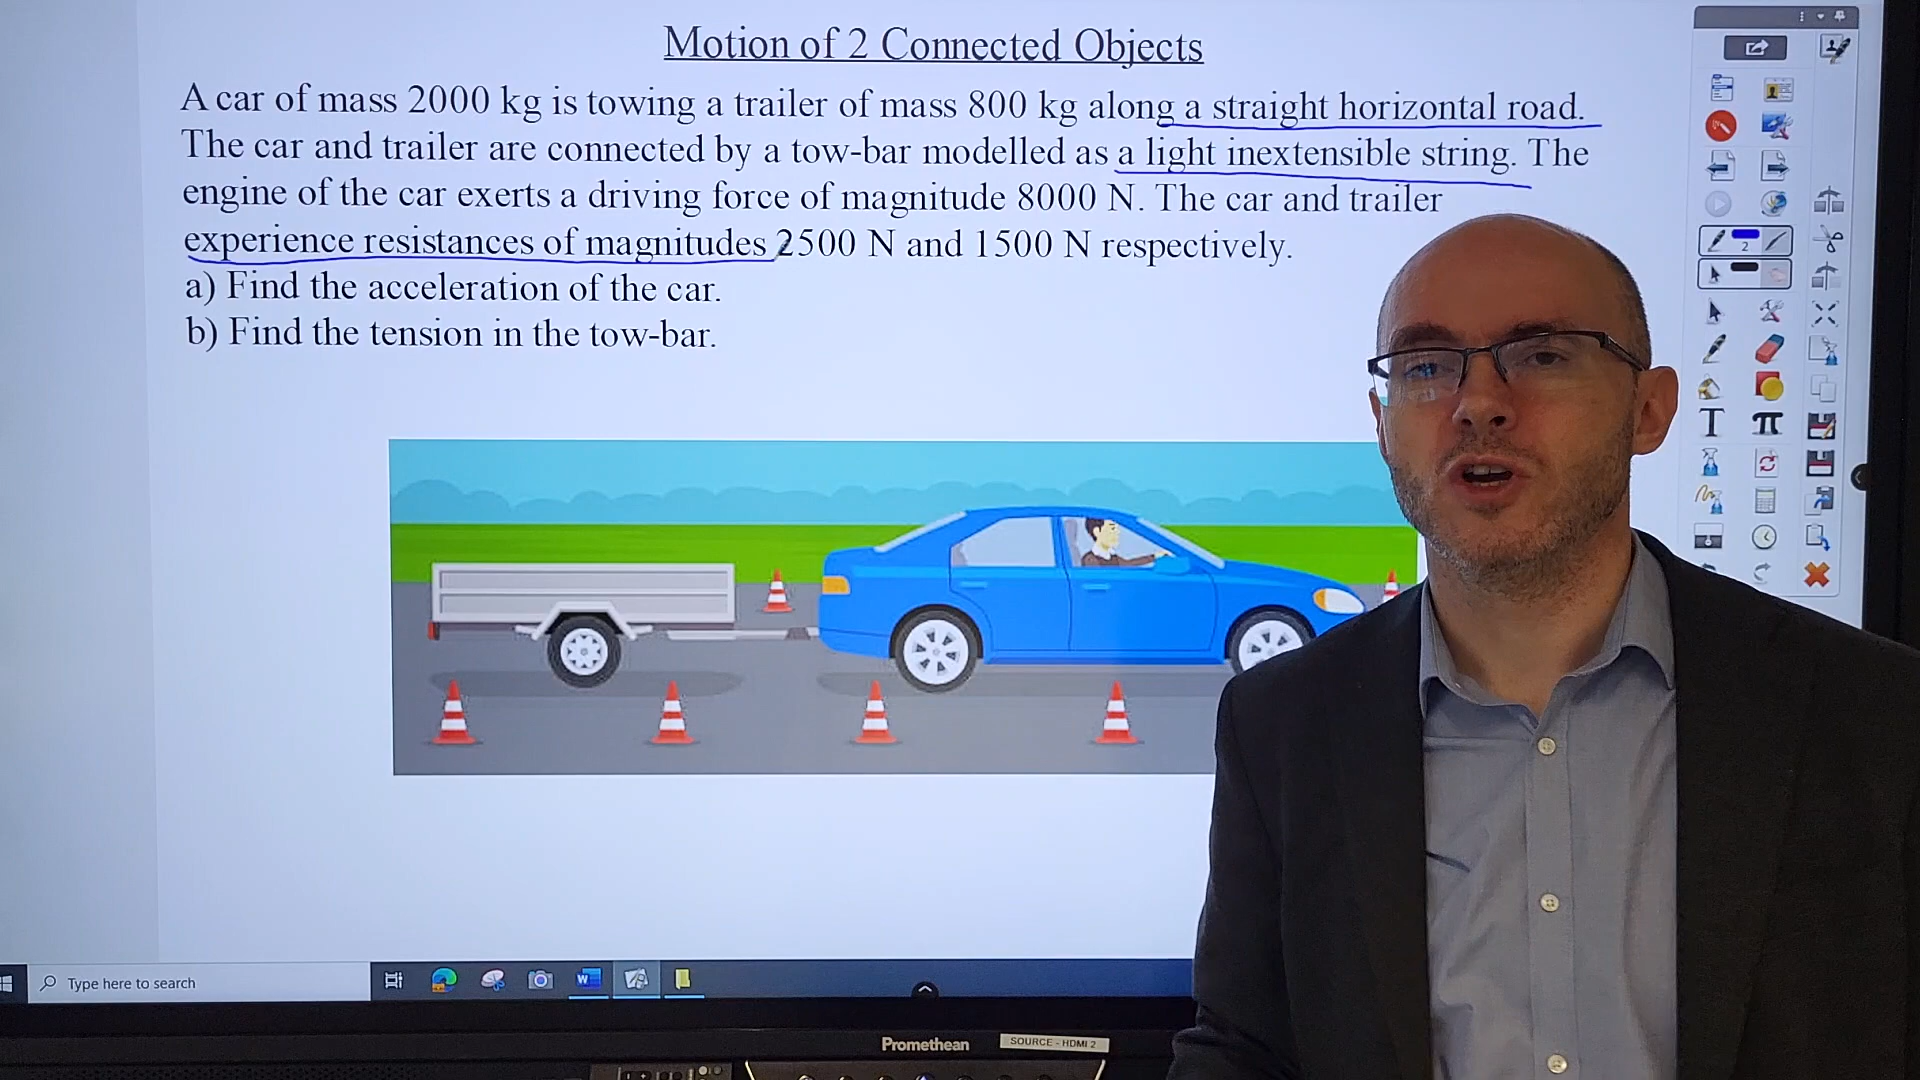 Motion of 2 Connected Objects
A car of mass 2000 kg is towing a trailer of mass 800 kg along a straight horizontal road.
The car and trailer are connected by a tow-bar modelled as a light inextensible string. The
engine of the car exerts a driving force of magnitude 8000 N. The car and trailer
experience resistances of magnitudes 2500 N and 1500 N respectively.
a) Find the acceleration of the car.
b) Find the tension in the tow-bar.
2
T π
Type here to search
W
Promethean
SOURCE - HDMI 2